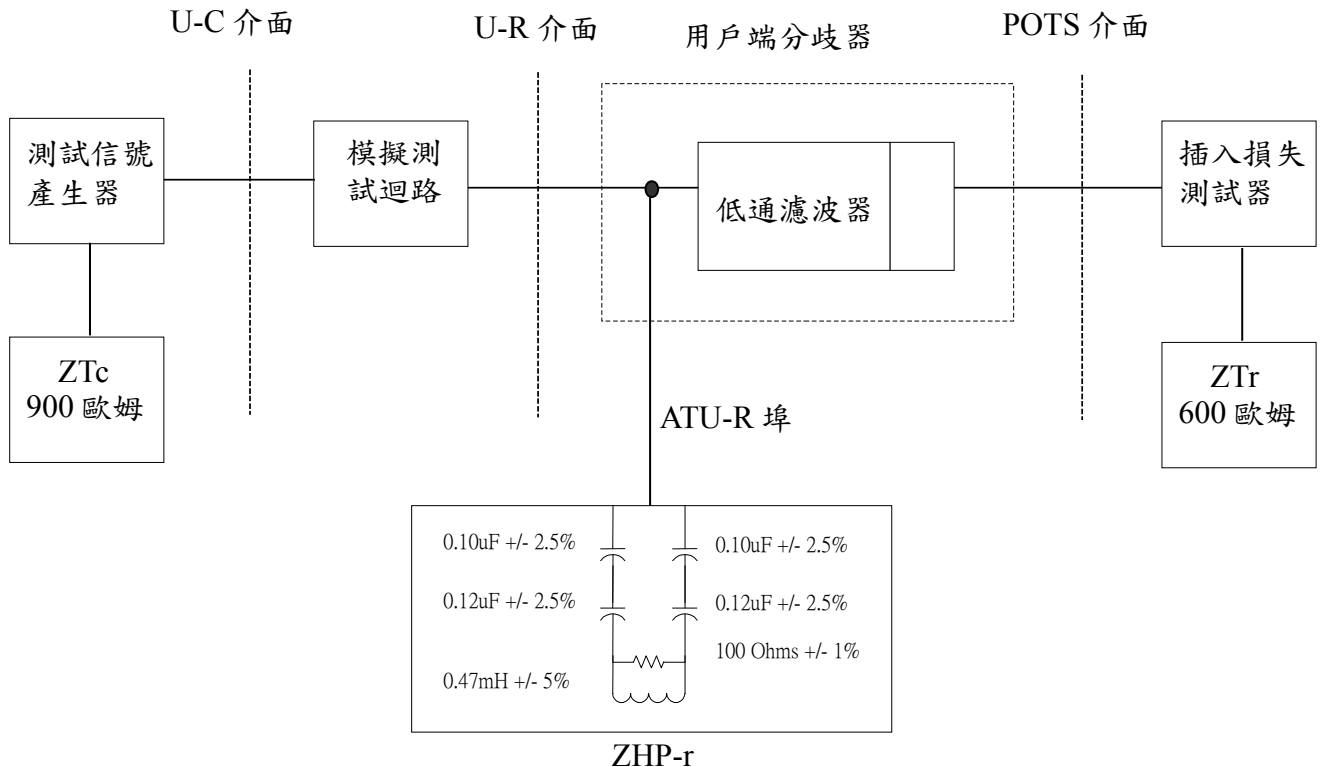 U-C 介面
U-R 介面
用戶端分歧器
POTS 介面
測試信號
產生器
模擬測
試迴路
低通濾波器
插入損失
測試器
ZTc
900 歐姆
ZTr
600 歐姆
ATU-R 埠
0.10uF +/- 2.5%
0.10uF +/- 2.5%
0.12uF +/- 2.5%
0.12uF +/- 2.5%
100 Ohms +/- 1%
0.47mH +/- 5%
ZHP-r